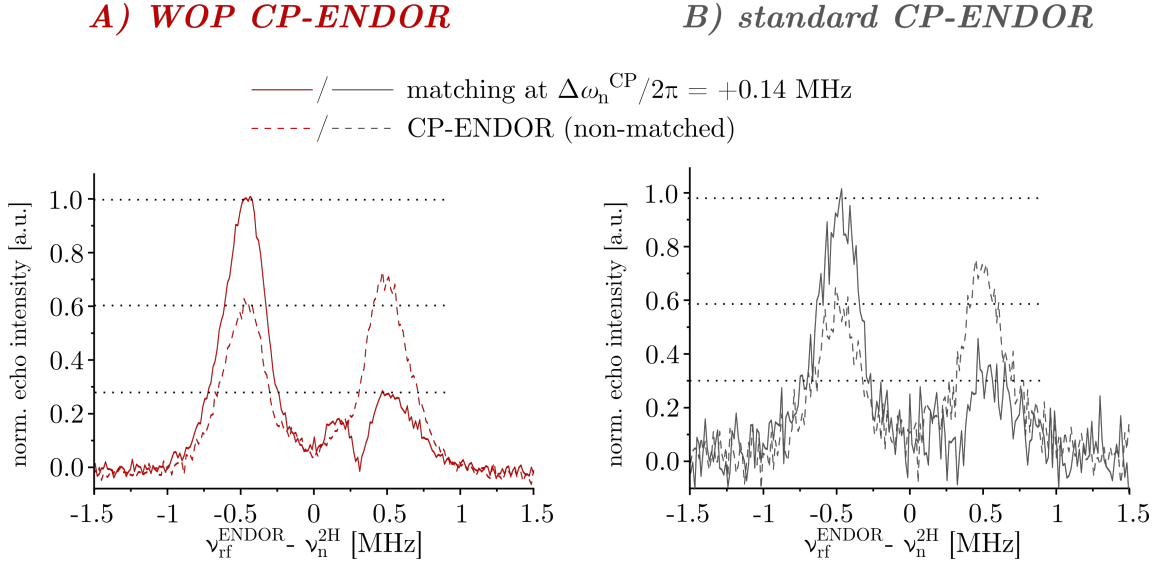 A) WOP CP-ENDOR
B) standard CP-ENDOR
/ matching at Δωₙᶜᴾ/2π = +0.14 MHz
/ CP-ENDOR (non-matched)
norm. echo intensity [a.u.]
1.0
0.8
0.6
0.4
0.2
0.0
-1.5 -1.0 -0.5 0 0.5 1 1.5
ν_rf^ENDOR - ν_n^2H [MHz]
norm. echo intensity [a.u.]
1.0
0.8
0.6
0.4
0.2
0.0
-1.5 -1 -0.5 0 0.5 1 1.5
ν_rf^ENDOR - ν_n^2H [MHz]